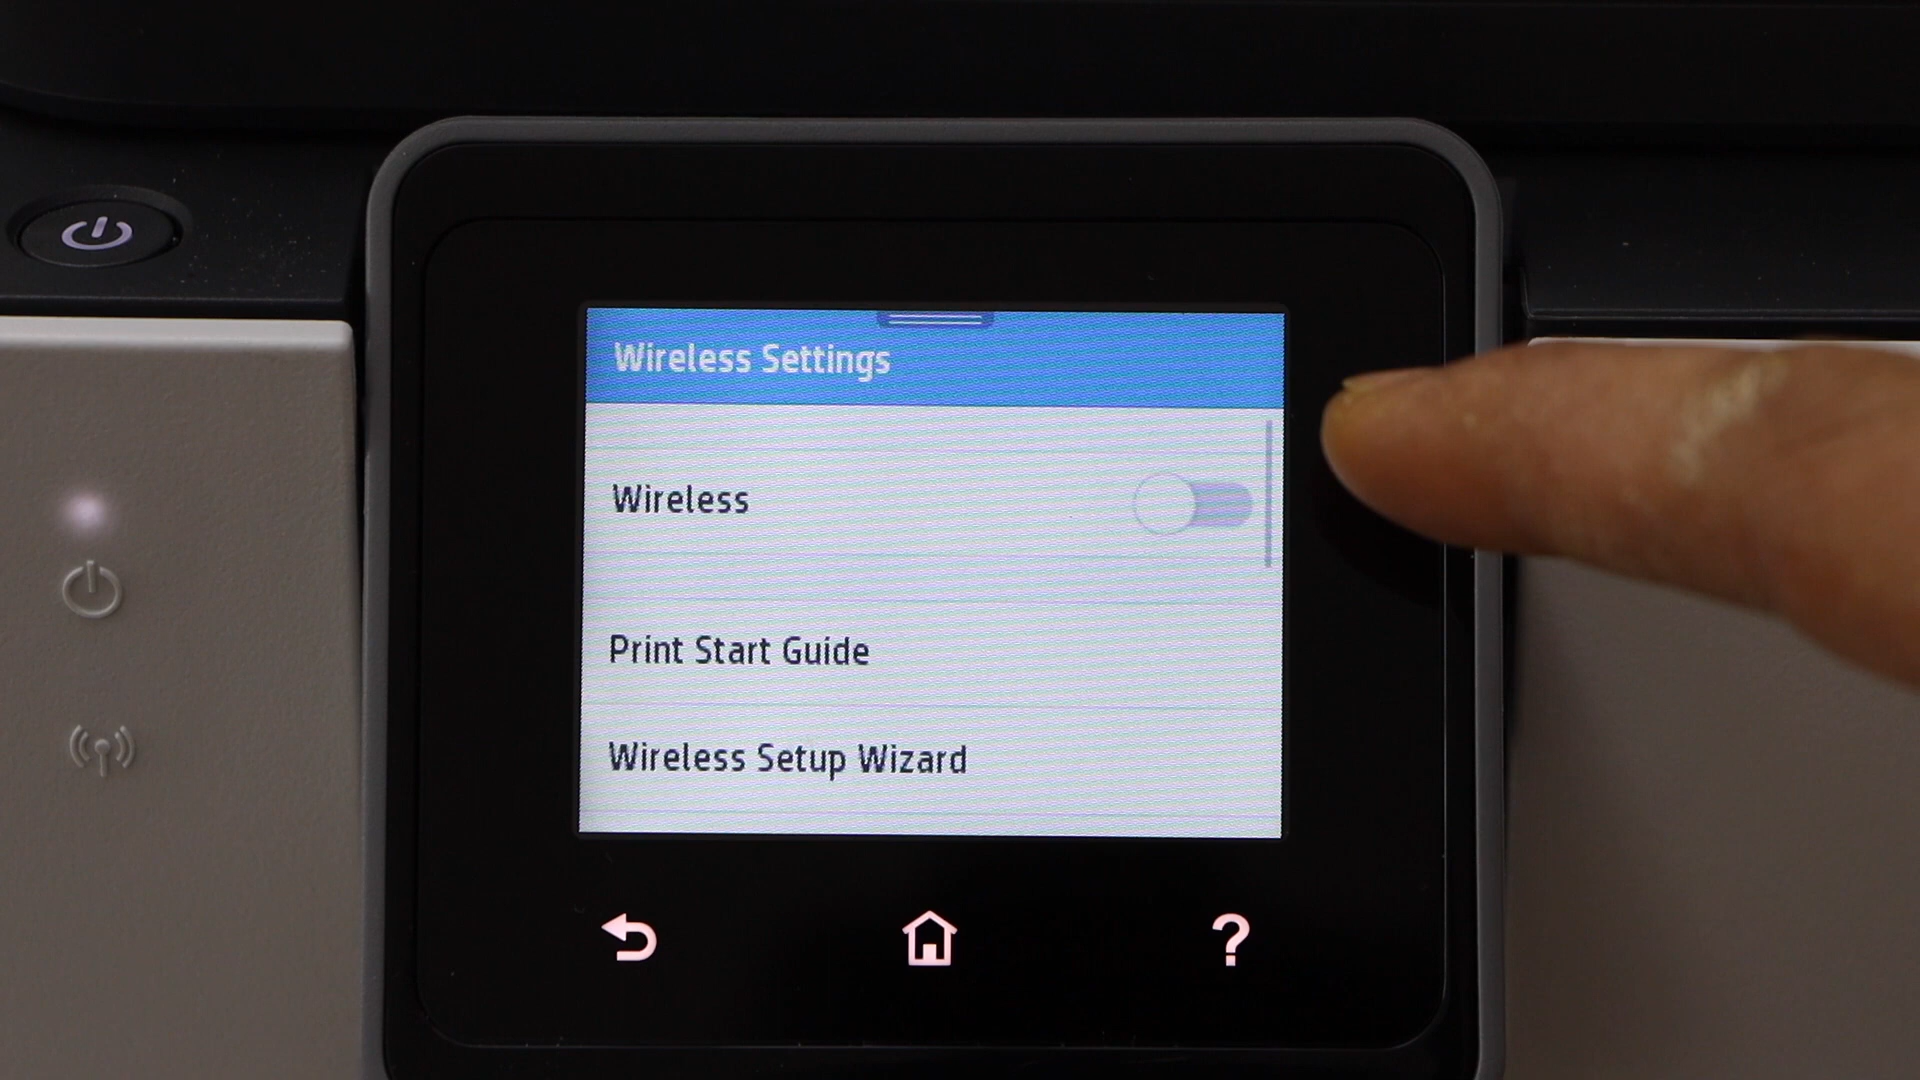 Wireless Settings
Wireless
Print Start Guide
Wireless Setup Wizard
?